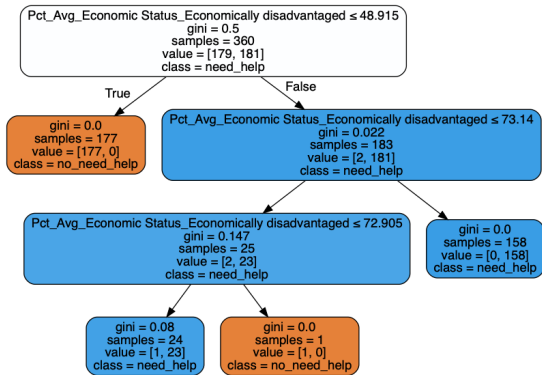 Pct_Avg_Economic Status_Economically disadvantaged ≤ 48.915
gini = 0.5
samples = 360
value = [179, 181]
class = need_help
True
False
gini = 0.0
samples = 177
value = [177, 0]
class = no_need_help
Pct_Avg_Economic Status_Economically disadvantaged ≤ 73.14
gini = 0.022
samples = 183
value = [2, 181]
class = need_help
Pct_Avg_Economic Status_Economically disadvantaged ≤ 72.905
gini = 0.147
samples = 25
value = [2, 23]
class = need_help
gini = 0.0
samples = 158
value = [0, 158]
class = need_help
gini = 0.08
samples = 24
value = [1, 23]
class = need_help
gini = 0.0
samples = 1
value = [1, 0]
class = no_need_help